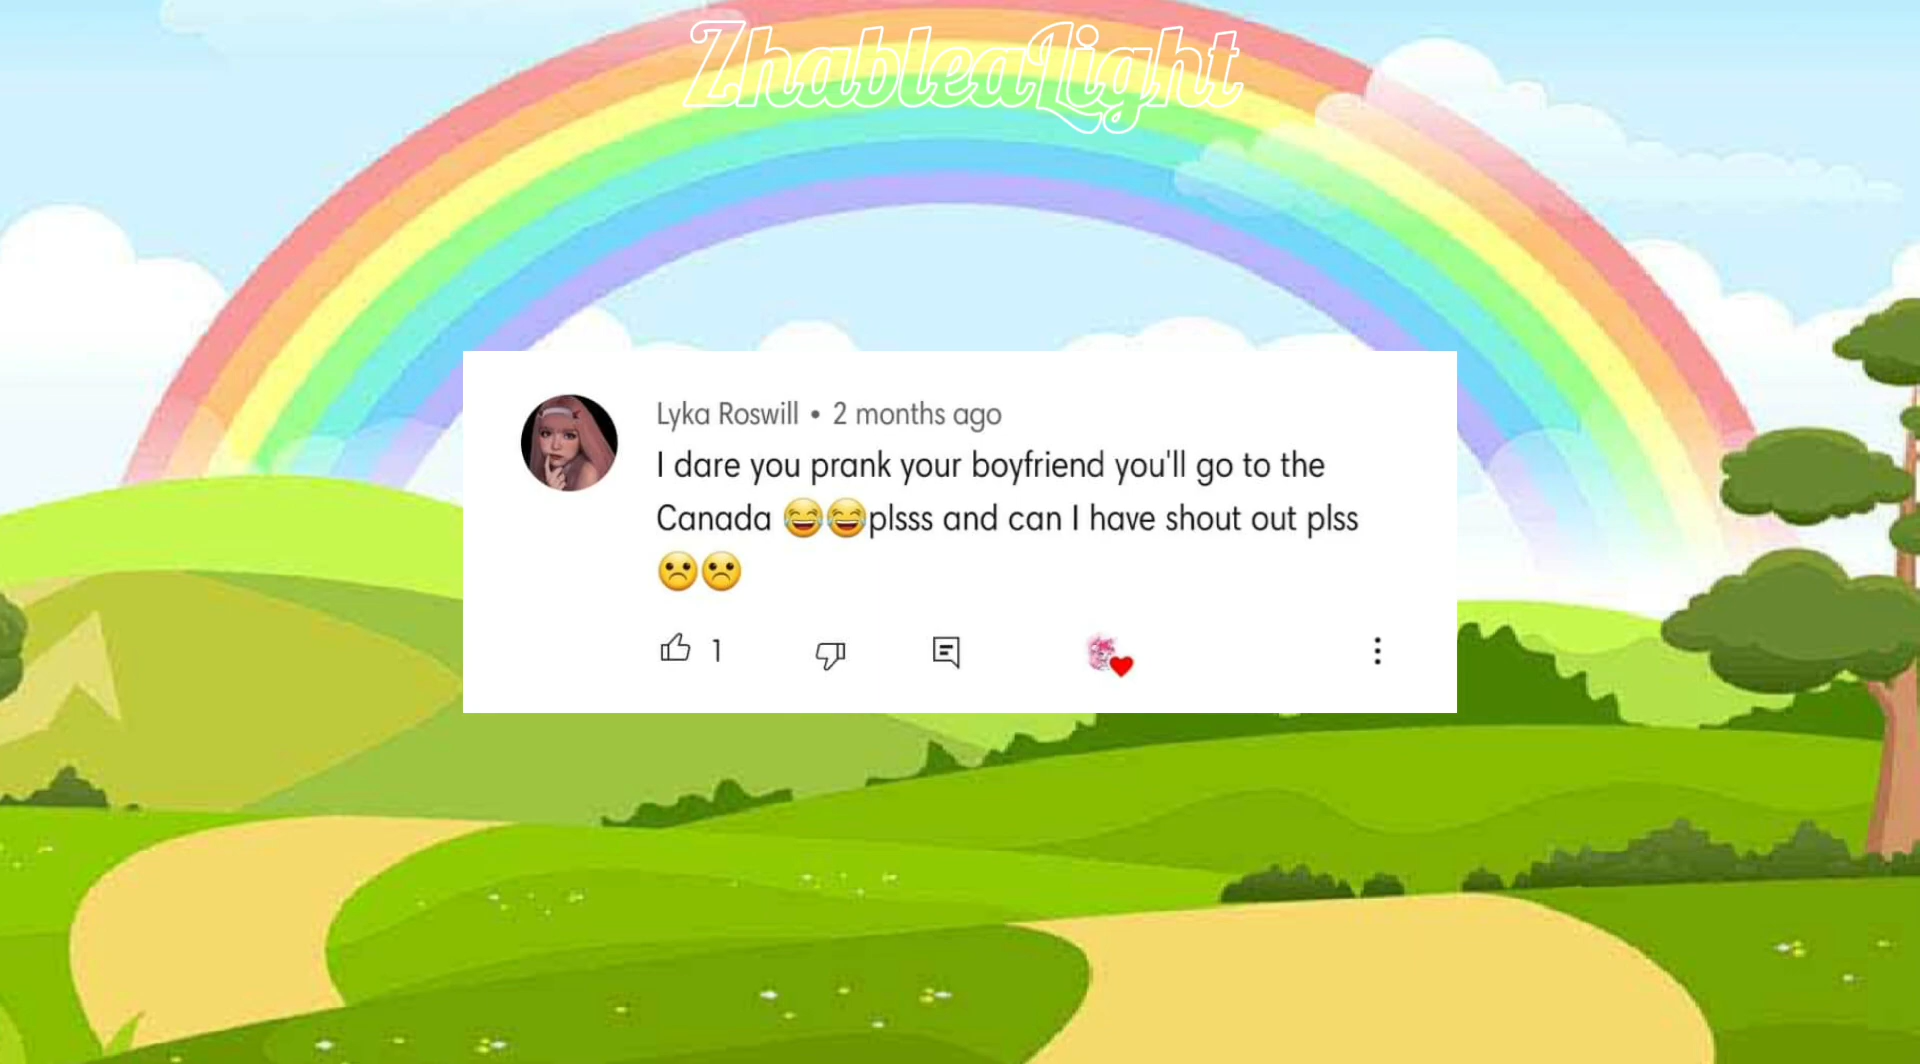 ZhableaLight
Lyka Roswill • 2 months ago
I dare you prank your boyfriend you'll go to the
Canada 😂😂plsss and can I have shout out plss
☹️☹️
1